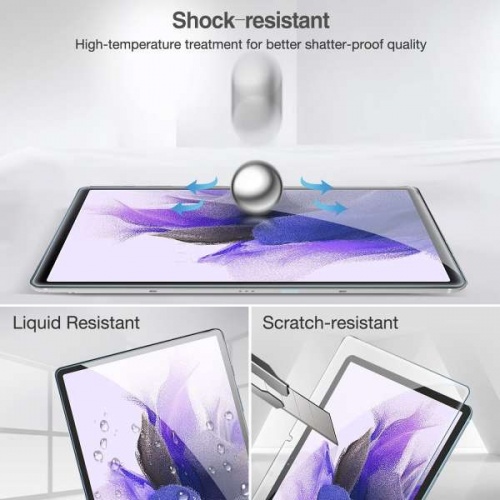 Shock-resistant
High-temperature treatment for better shatter-proof quality
Liquid Resistant
Scratch-resistant